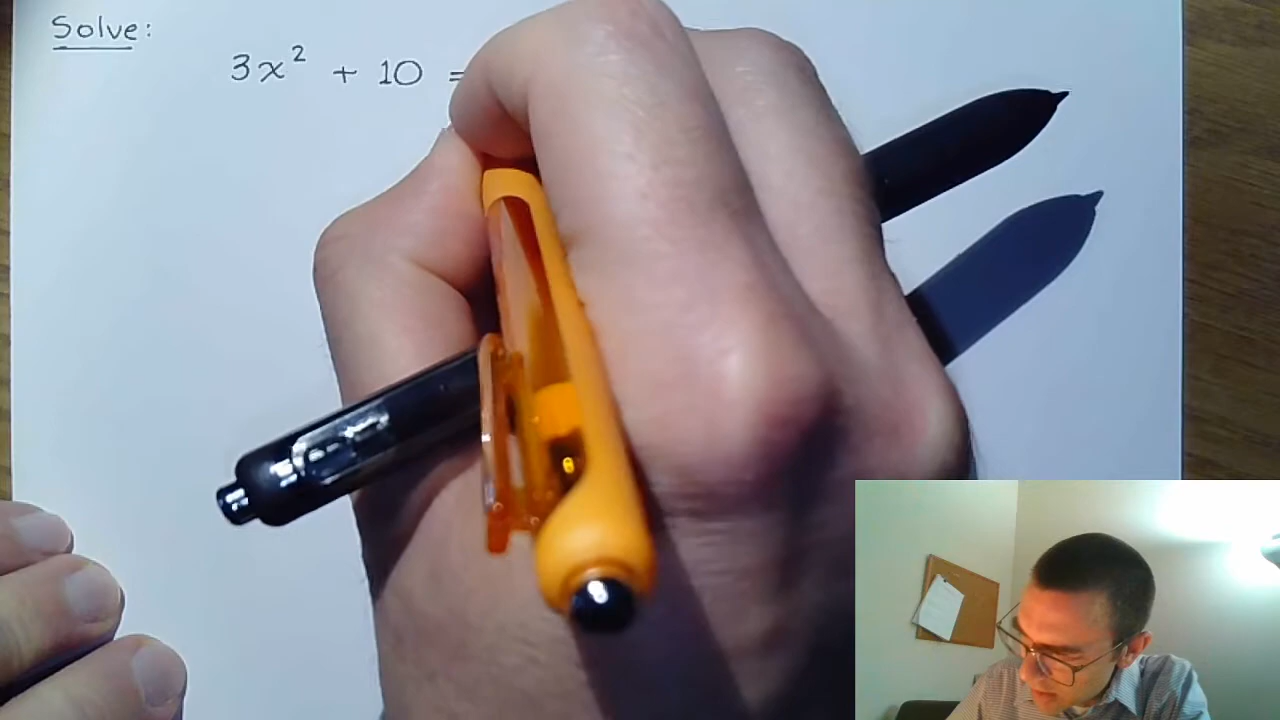 Solve:
3x² + 10 =